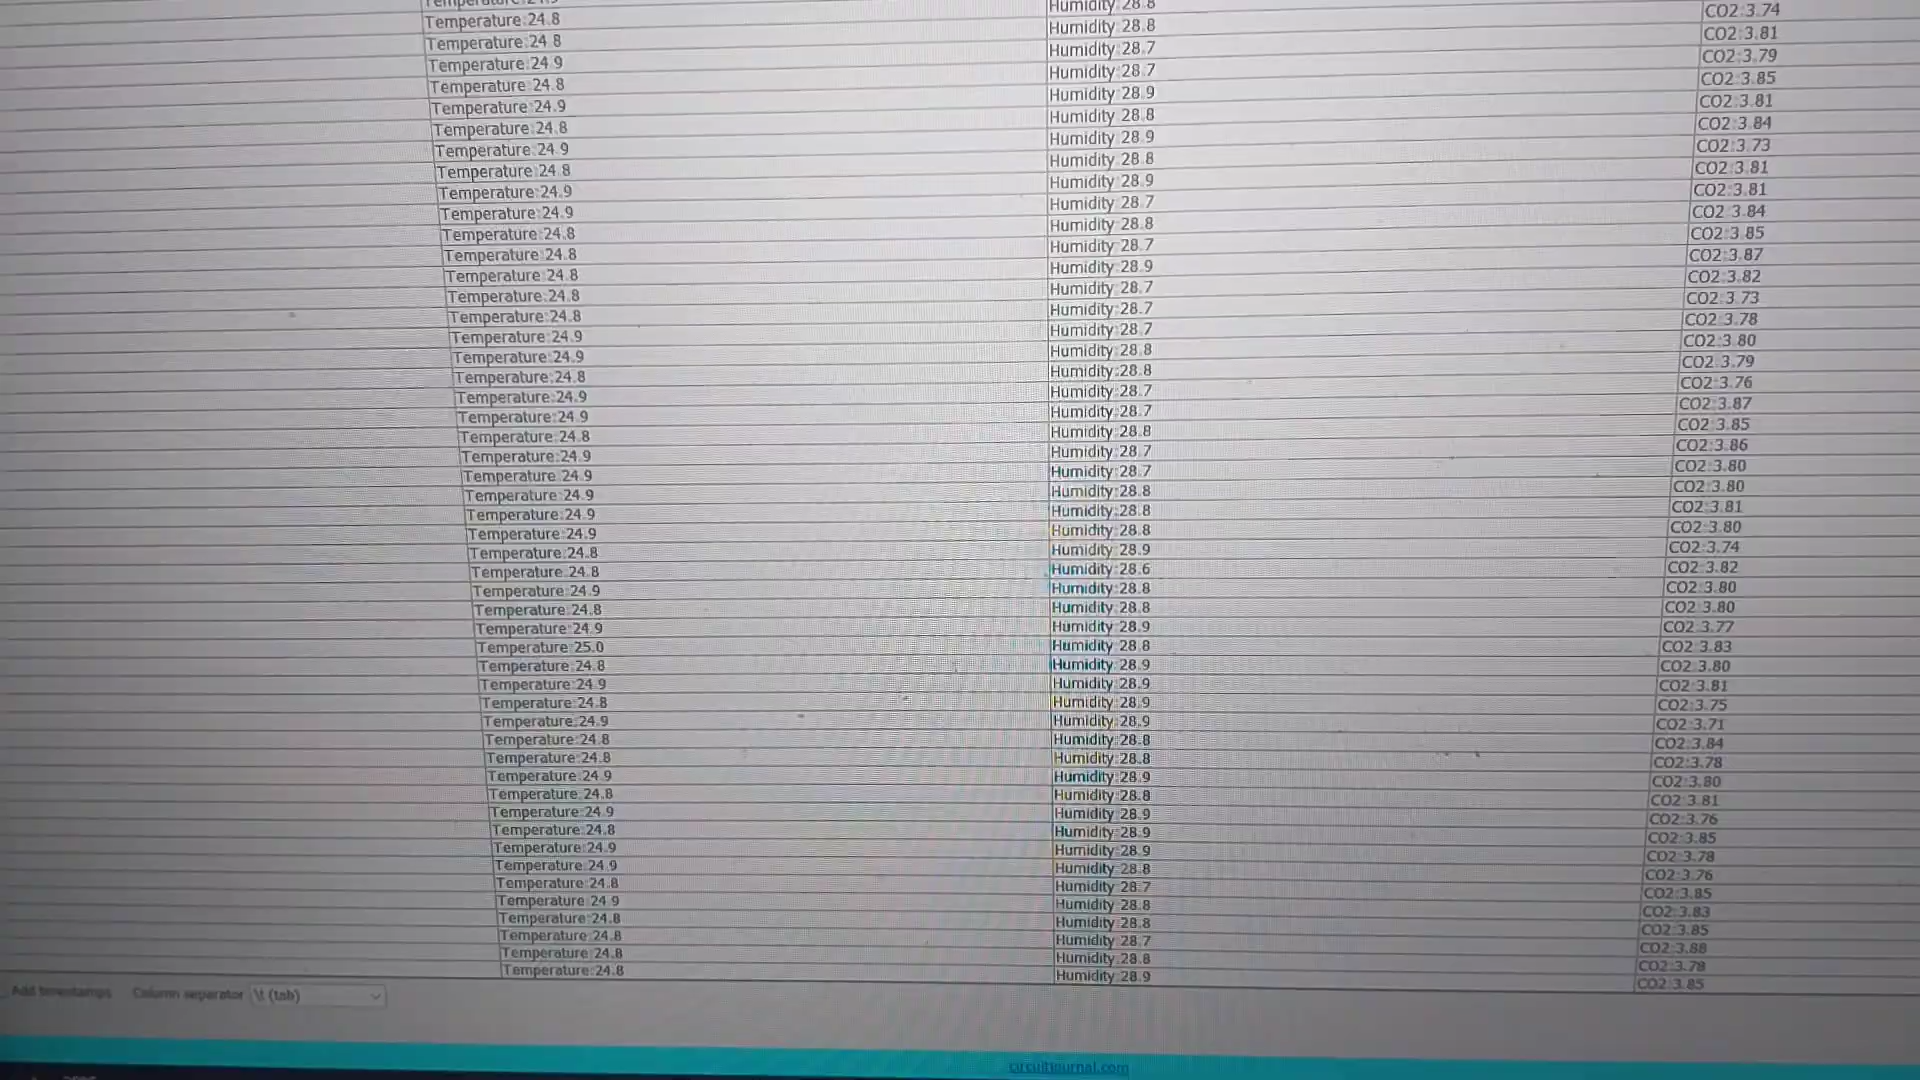 Temperature:24.8 Humidity 28.8
Temperature:24.8 Humidity:28.8 CO2:3.74
Temperature:24.9 Humidity:28.7 CO2:3.81
Temperature:24.8 Humidity:28.7 CO2:3.79
Temperature:24.9 Humidity:28.9 CO2:3.85
Temperature:24.8 Humidity:28.8 CO2:3.81
Temperature:24.9 Humidity:28.9 CO2:3.84
Temperature:24.8 Humidity:28.8 CO2:3.73
Temperature:24.9 Humidity:28.9 CO2:3.81
Temperature:24.9 Humidity:28.7 CO2:3.81
Temperature:24.8 Humidity:28.8 CO2:3.84
Temperature:24.8 Humidity:28.7 CO2:3.85
Temperature:24.8 Humidity:28.9 CO2:3.87
Temperature:24.8 Humidity:28.7 CO2:3.82
Temperature:24.8 Humidity:28.7 CO2:3.73
Temperature:24.9 Humidity:28.7 CO2:3.78
Temperature:24.9 Humidity:28.8 CO2:3.80
Temperature:24.8 Humidity:28.8 CO2:3.79
Temperature:24.9 Humidity:28.7 CO2:3.76
Temperature:24.9 Humidity:28.7 CO2:3.87
Temperature:24.8 Humidity:28.8 CO2:3.85
Temperature:24.9 Humidity:28.7 CO2:3.86
Temperature:24.9 Humidity:28.7 CO2:3.80
Temperature:24.9 Humidity:28.8 CO2:3.80
Temperature:24.9 Humidity:28.8 CO2:3.81
Temperature:24.9 Humidity:28.8 CO2:3.80
Temperature:24.8 Humidity:28.9 CO2:3.74
Temperature:24.8 Humidity:28.6 CO2:3.82
Temperature:24.9 Humidity:28.8 CO2:3.80
Temperature:24.8 Humidity:28.8 CO2:3.80
Temperature:24.9 Humidity:28.9 CO2:3.77
Temperature:25.0 Humidity:28.8 CO2:3.83
Temperature:24.8 Humidity:28.9 CO2:3.80
Temperature:24.9 Humidity:28.9 CO2:3.81
Temperature:24.8 Humidity:28.9 CO2:3.75
Temperature:24.9 Humidity:28.9 CO2:3.71
Temperature:24.8 Humidity:28.8 CO2:3.84
Temperature:24.8 Humidity:28.8 CO2:3.78
Temperature:24.9 Humidity:28.9 CO2:3.80
Temperature:24.8 Humidity:28.8 CO2:3.81
Temperature:24.9 Humidity:28.9 CO2:3.76
Temperature:24.8 Humidity:28.9 CO2:3.85
Temperature:24.9 Humidity:28.9 CO2:3.78
Temperature:24.9 Humidity:28.8 CO2:3.76
Temperature:24.8 Humidity:28.7 CO2:3.85
Temperature:24.9 Humidity:28.8 CO2:3.83
Temperature:24.8 Humidity:28.8 CO2:3.85
Temperature:24.8 Humidity:28.7 CO2:3.88
Temperature:24.8 Humidity:28.8 CO2:3.78
Temperature:24.8 Humidity:28.9 CO2:3.85
Add timestamps Column separator \t (tab)
circuitjournal.com